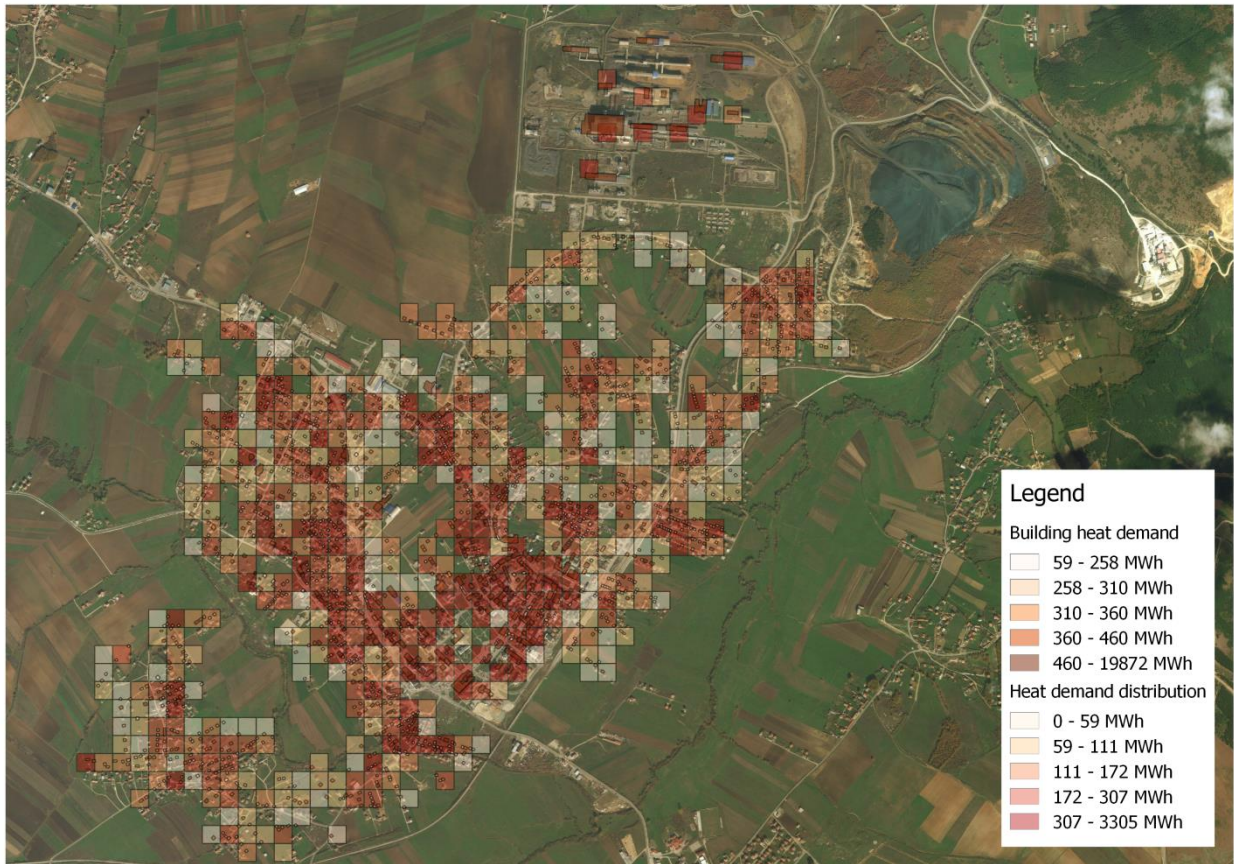 Legend
Building heat demand
59 - 258 MWh
258 - 310 MWh
310 - 360 MWh
360 - 460 MWh
460 - 19872 MWh
Heat demand distribution
0 - 59 MWh
59 - 111 MWh
111 - 172 MWh
172 - 307 MWh
307 - 3305 MWh